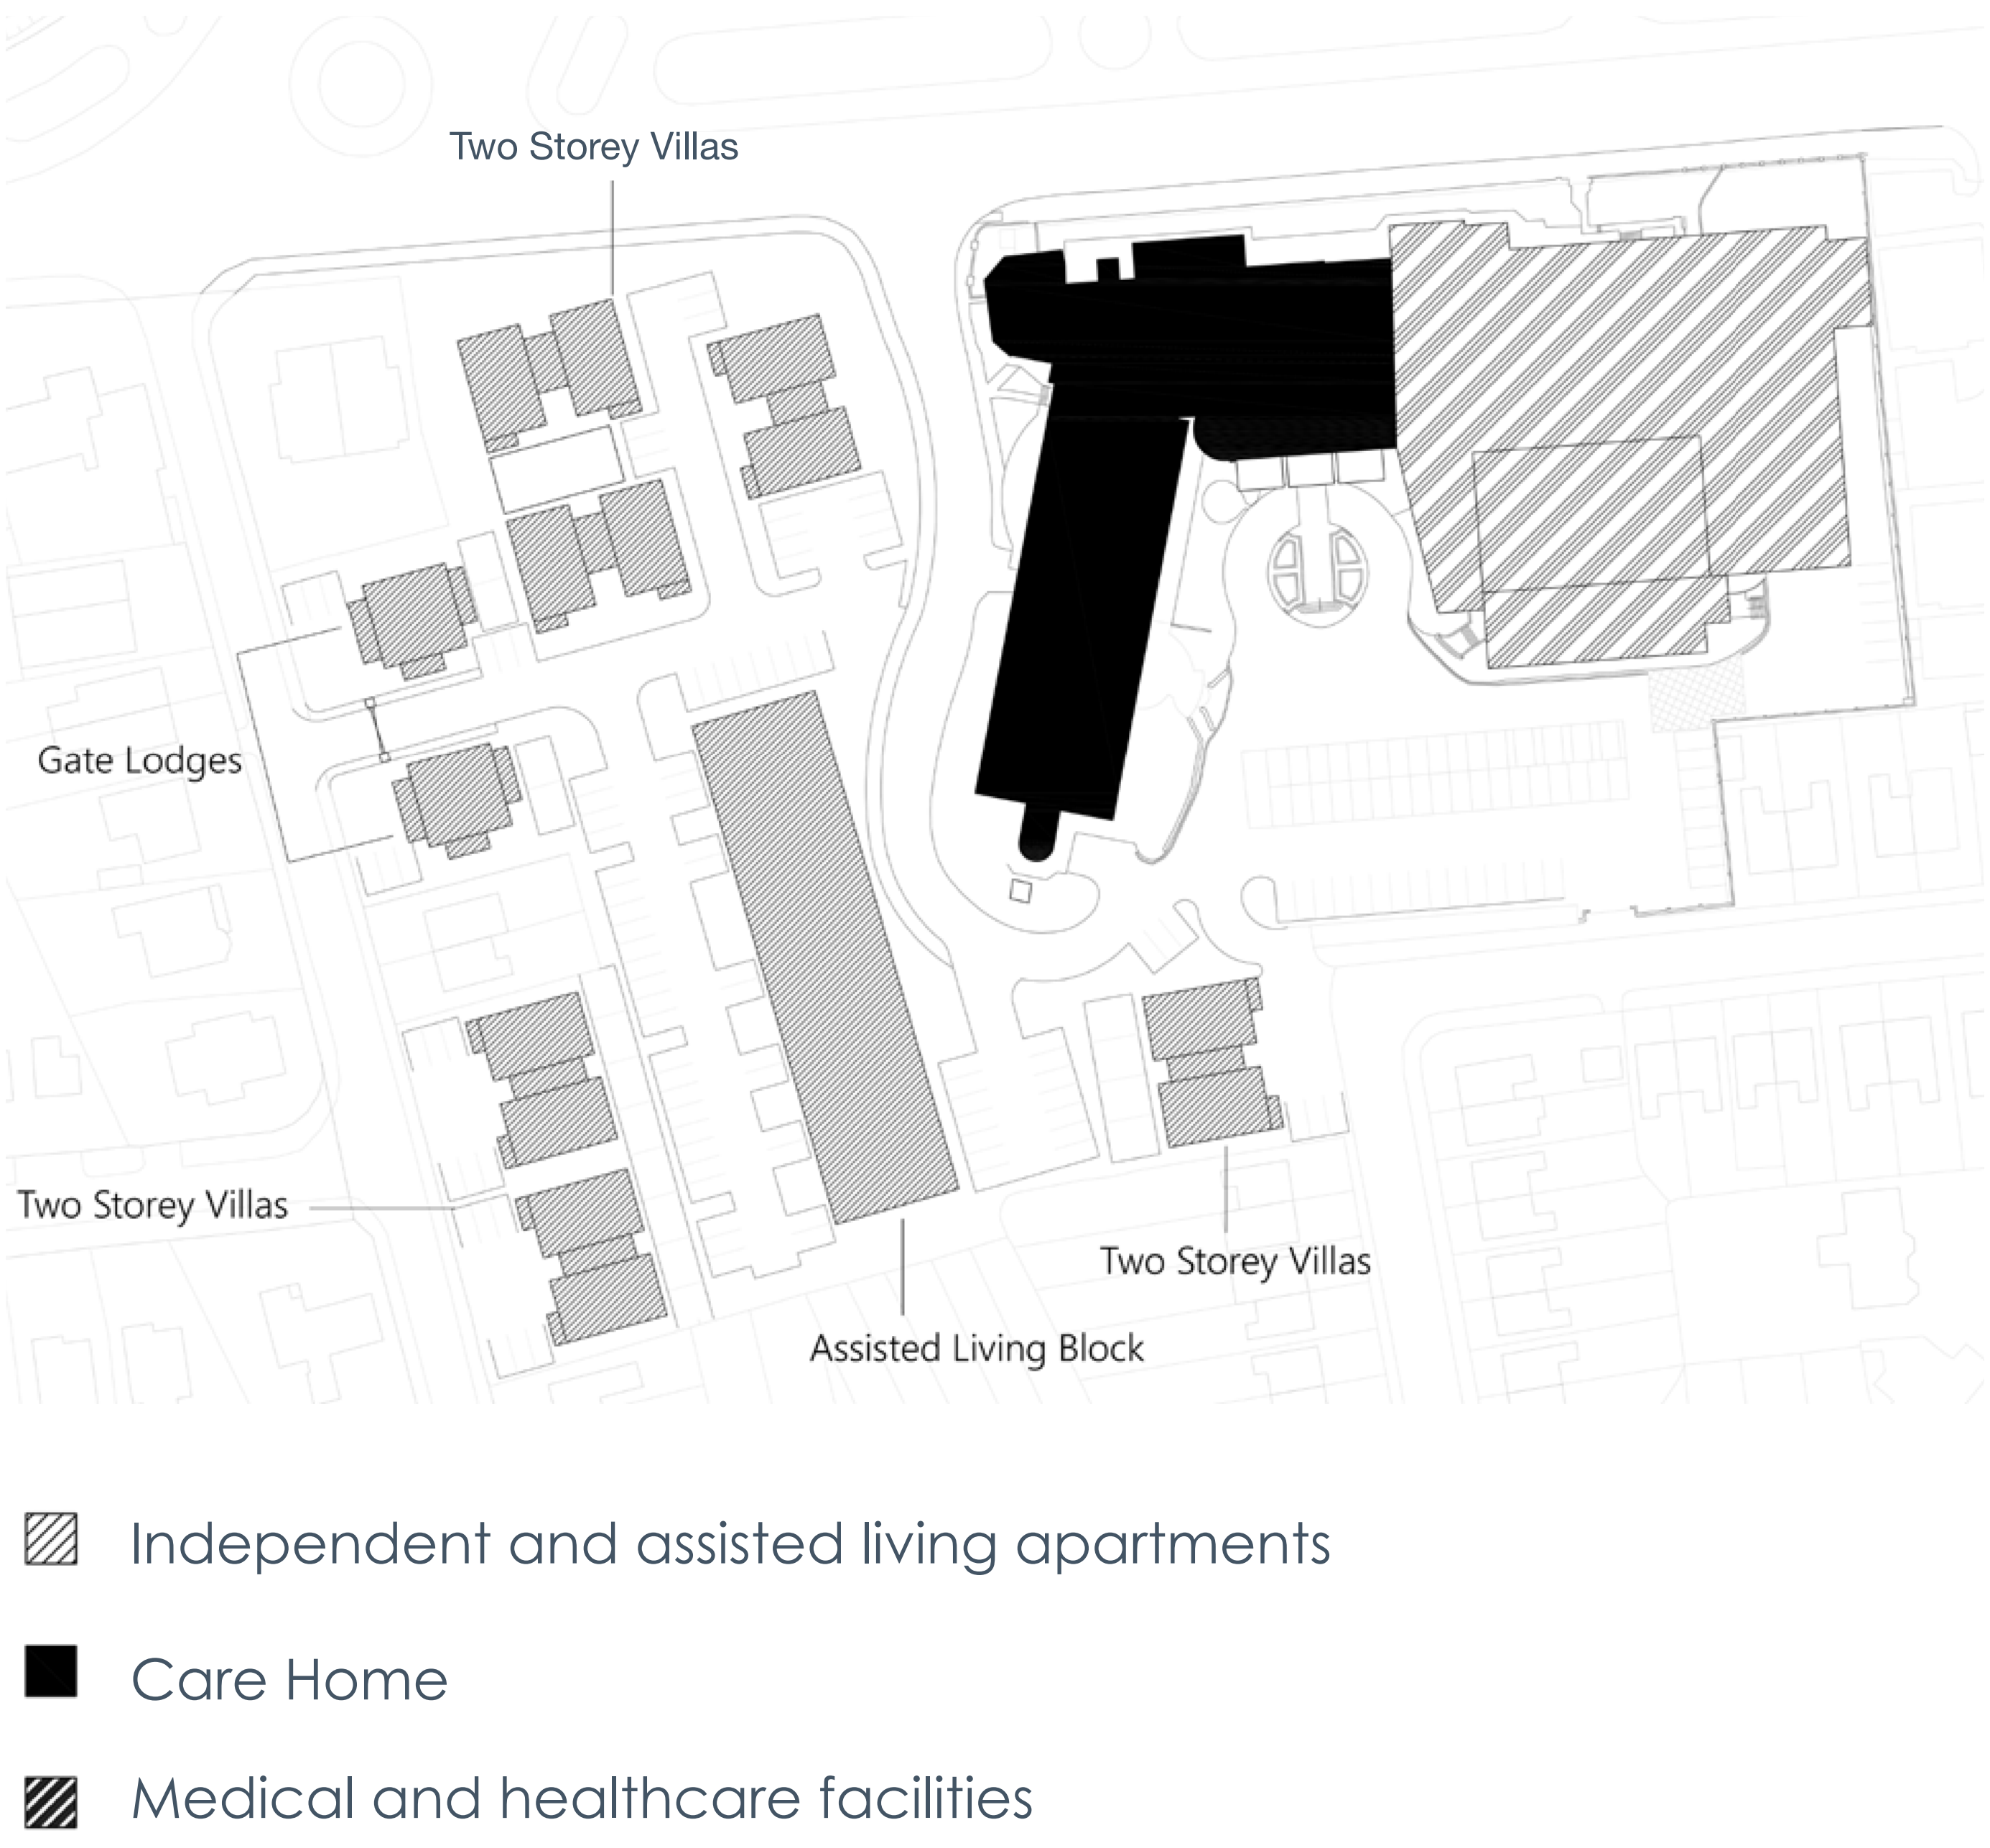 Two Storey Villas
Gate Lodges
Two Storey Villas
Two Storey Villas
Assisted Living Block
Independent and assisted living apartments
Care Home
Medical and healthcare facilities